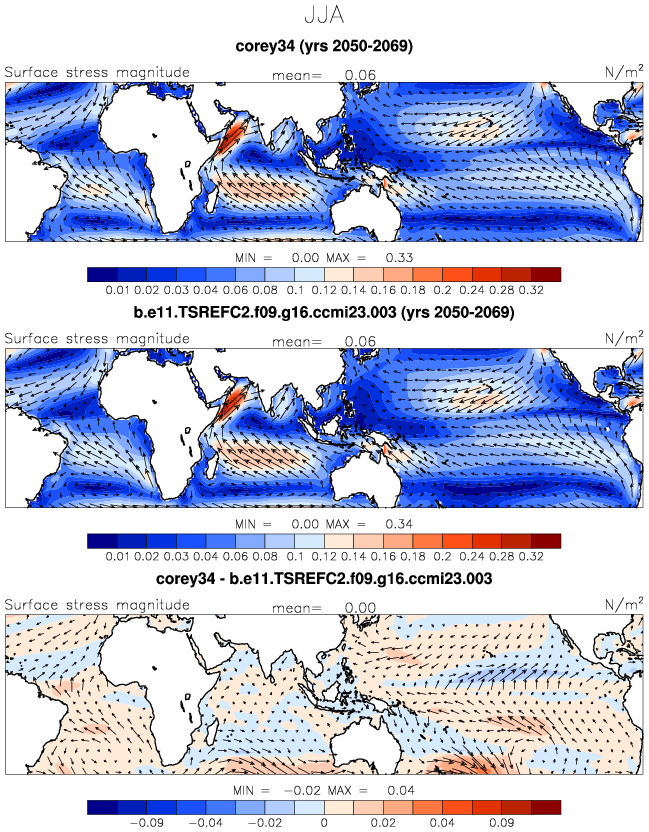 JJA
corey34 (yrs 2050-2069)
Surface stress magnitude mean= 0.06 N/m²
MIN = 0.00 MAX = 0.33
0.01 0.02 0.03 0.04 0.06 0.08 0.1 0.12 0.14 0.16 0.18 0.2 0.24 0.28 0.32
b.e11.TSREFC2.f09.g16.ccmi23.003 (yrs 2050-2069)
Surface stress magnitude mean= 0.06 N/m²
MIN = 0.00 MAX = 0.34
0.01 0.02 0.03 0.04 0.06 0.08 0.1 0.12 0.14 0.16 0.18 0.2 0.24 0.28 0.32
corey34 - b.e11.TSREFC2.f09.g16.ccmi23.003
Surface stress magnitude mean= 0.00 N/m²
MIN = −0.02 MAX = 0.04
−0.09 −0.04 −0.02 0 0.02 0.04 0.09